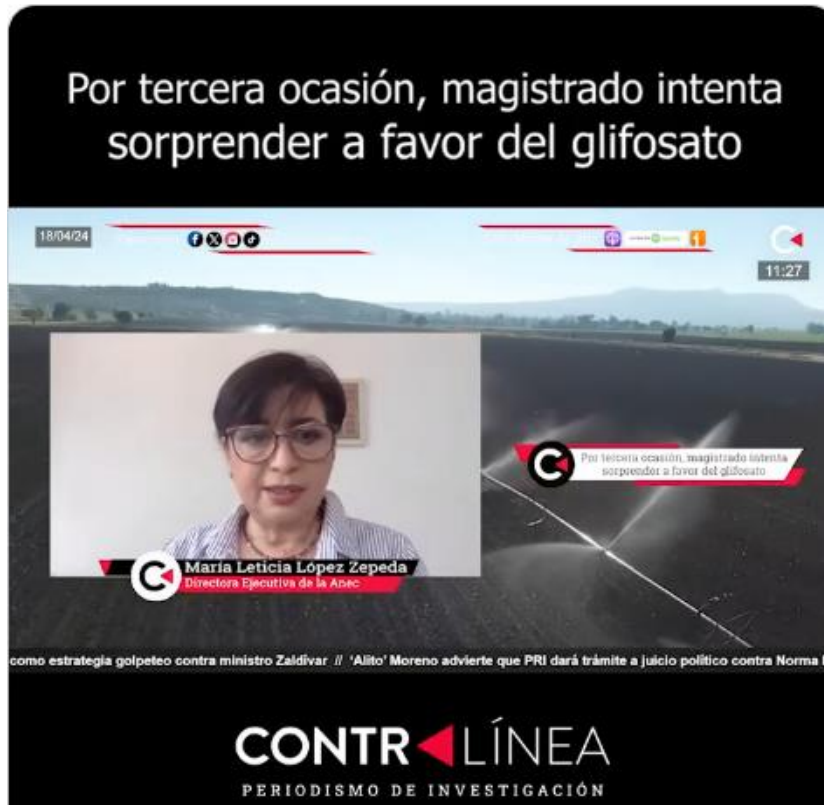 Por tercera ocasión, magistrado intenta
sorprender a favor del glifosato
18/04/24
11:27
Por tercera ocasión, magistrado intenta
sorprender a favor del glifosato
María Leticia López Zepeda
Directora Ejecutiva de la Anec
como estrategia golpeteo contra ministro Zaldívar // 'Alito' Moreno advierte que PRI dará trámite a juicio político contra Norma
CONTRALÍNEA
PERIODISMO DE INVESTIGACIÓN